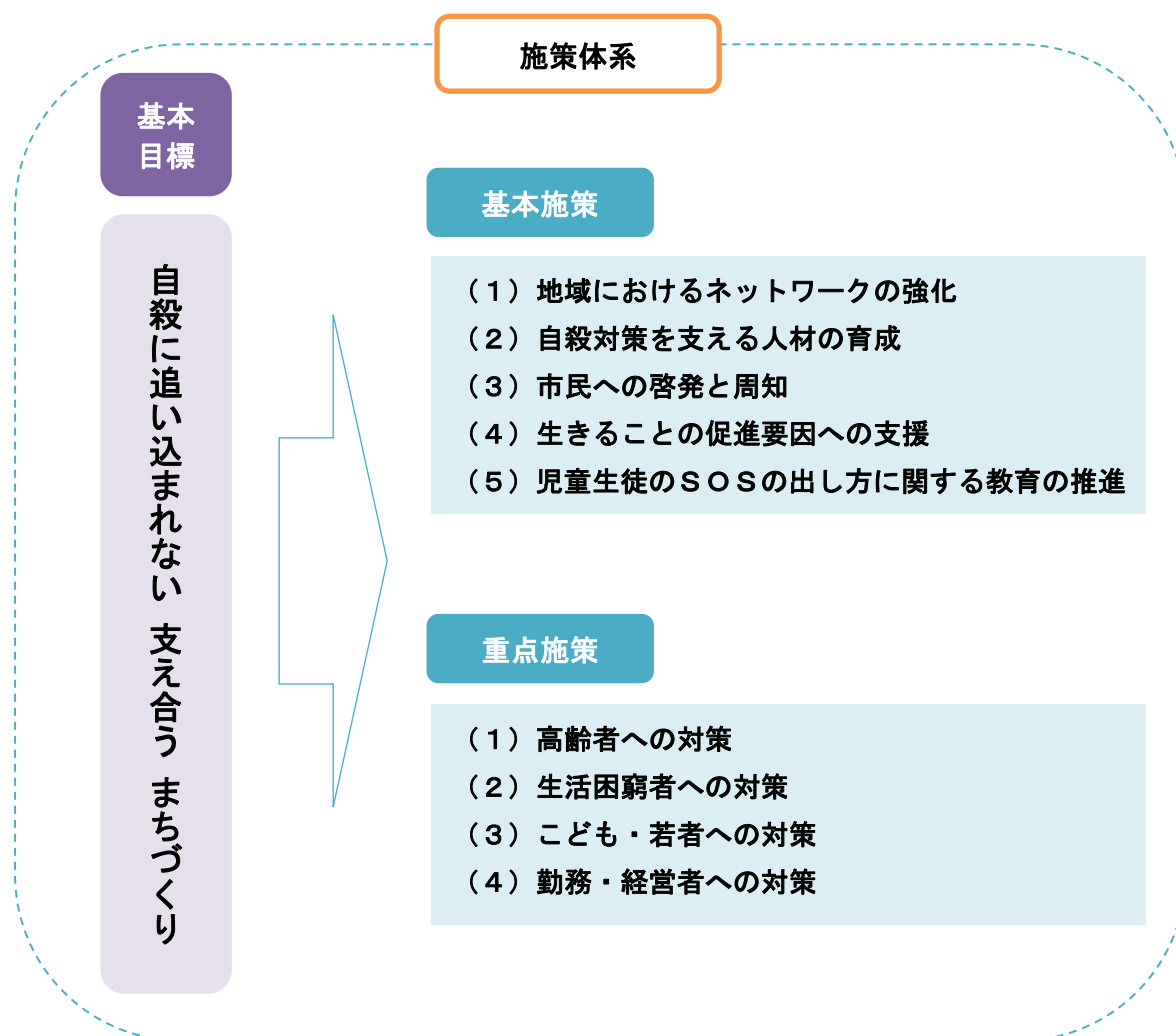 施策体系
基本
目標
自殺に追い込まれない 支え合う まちづくり
基本施策
（１）地域におけるネットワークの強化
（２）自殺対策を支える人材の育成
（３）市民への啓発と周知
（４）生きることの促進要因への支援
（５）児童生徒のＳＯＳの出し方に関する教育の推進
重点施策
（１）高齢者への対策
（２）生活困窮者への対策
（３）こども・若者への対策
（４）勤務・経営者への対策